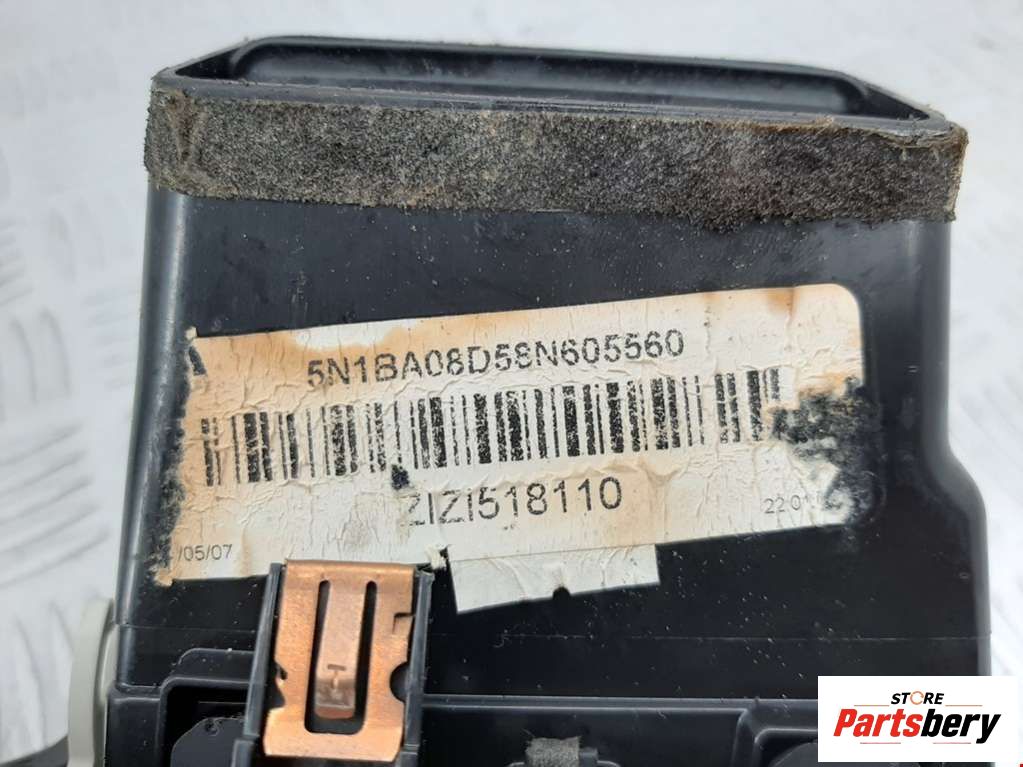 5N1BA08D58N605560
ZIZI518110
/05/07
22 01
STORE
Partsbery